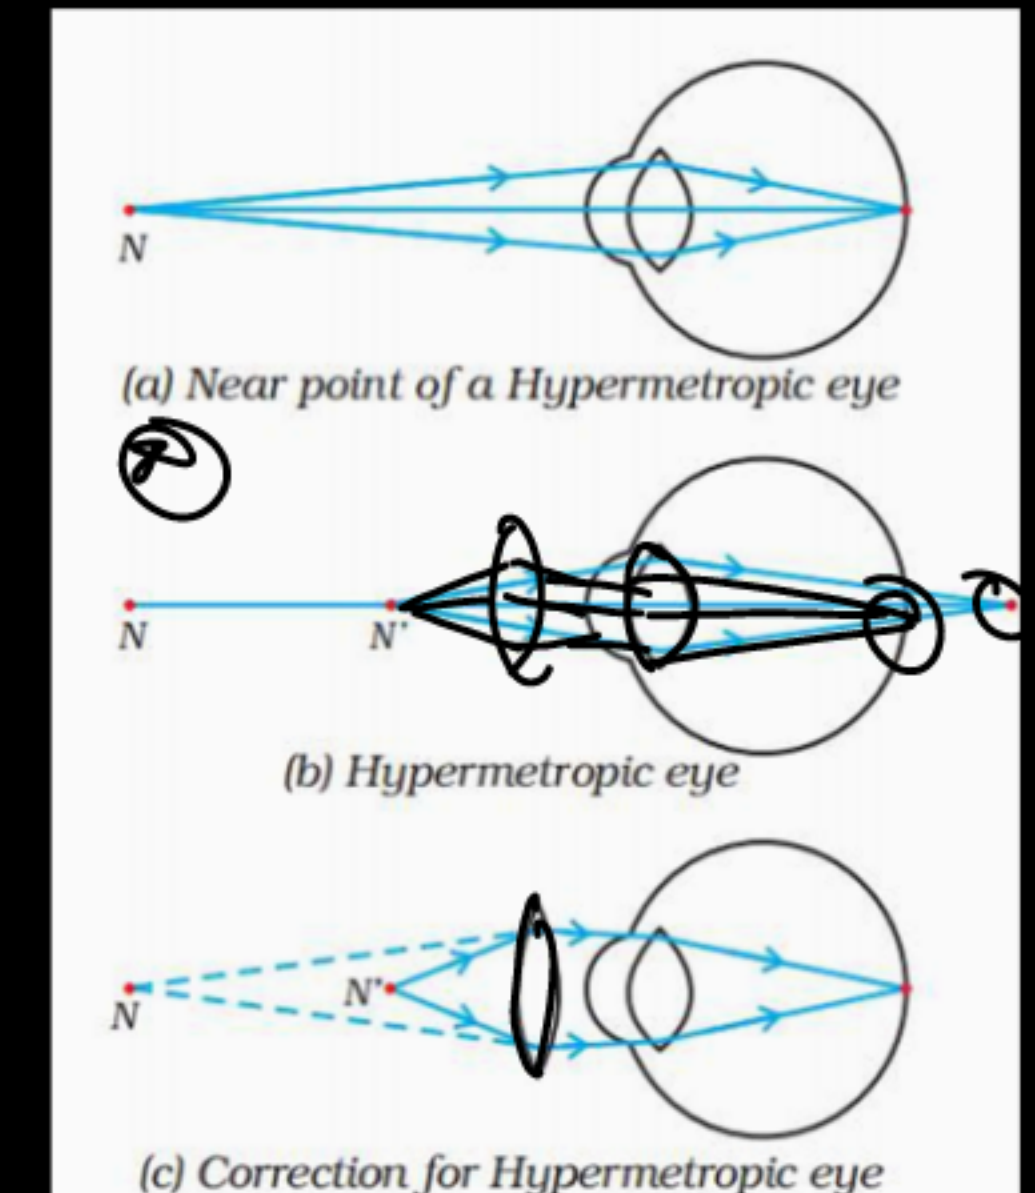 N
(a) Near point of a Hypermetropic eye
N
N'
(b) Hypermetropic eye
N'
N
(c) Correction for Hypermetropic eye